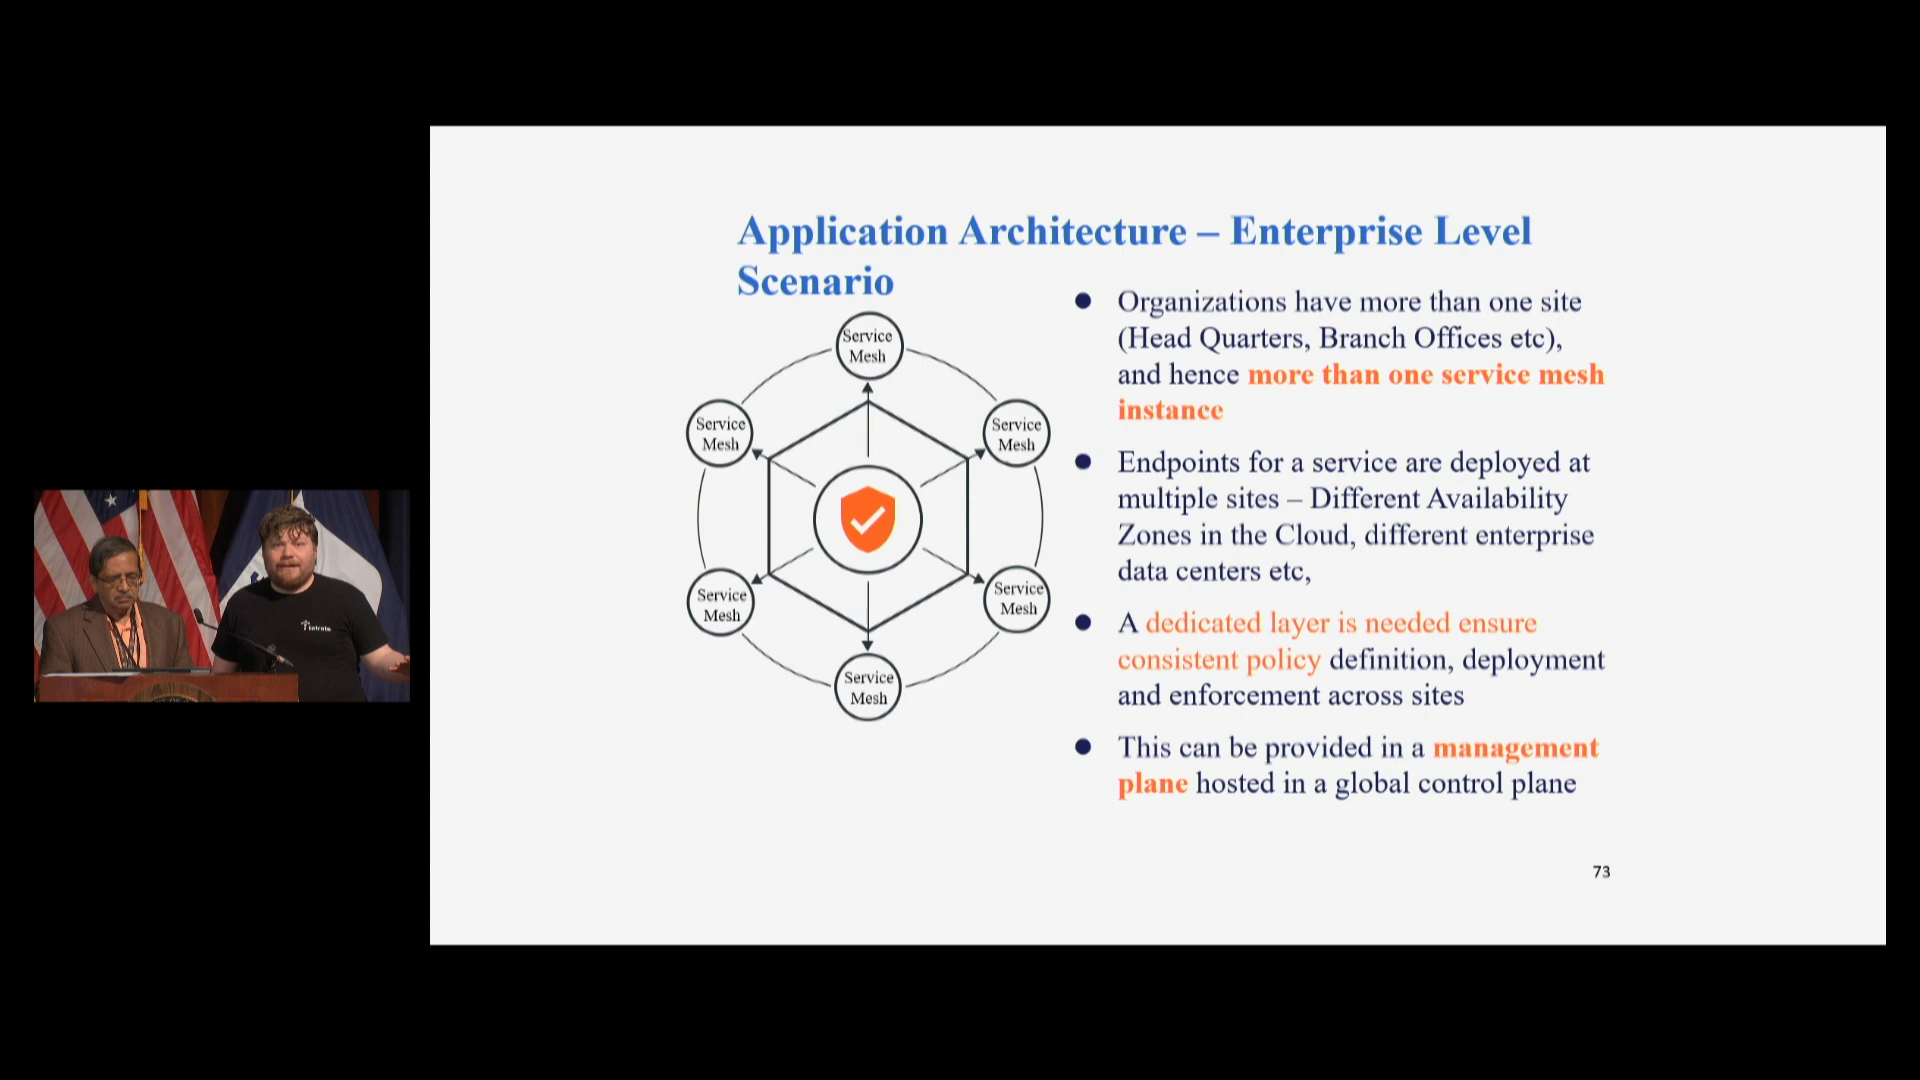 Application Architecture – Enterprise Level
Scenario
Service
Mesh
Service
Mesh
Service
Mesh
Service
Mesh
Service
Mesh
Service
Mesh
Organizations have more than one site
(Head Quarters, Branch Offices etc),
and hence more than one service mesh
instance
Endpoints for a service are deployed at
multiple sites – Different Availability
Zones in the Cloud, different enterprise
data centers etc,
A dedicated layer is needed ensure
consistent policy definition, deployment
and enforcement across sites
This can be provided in a management
plane hosted in a global control plane
73
tetrate